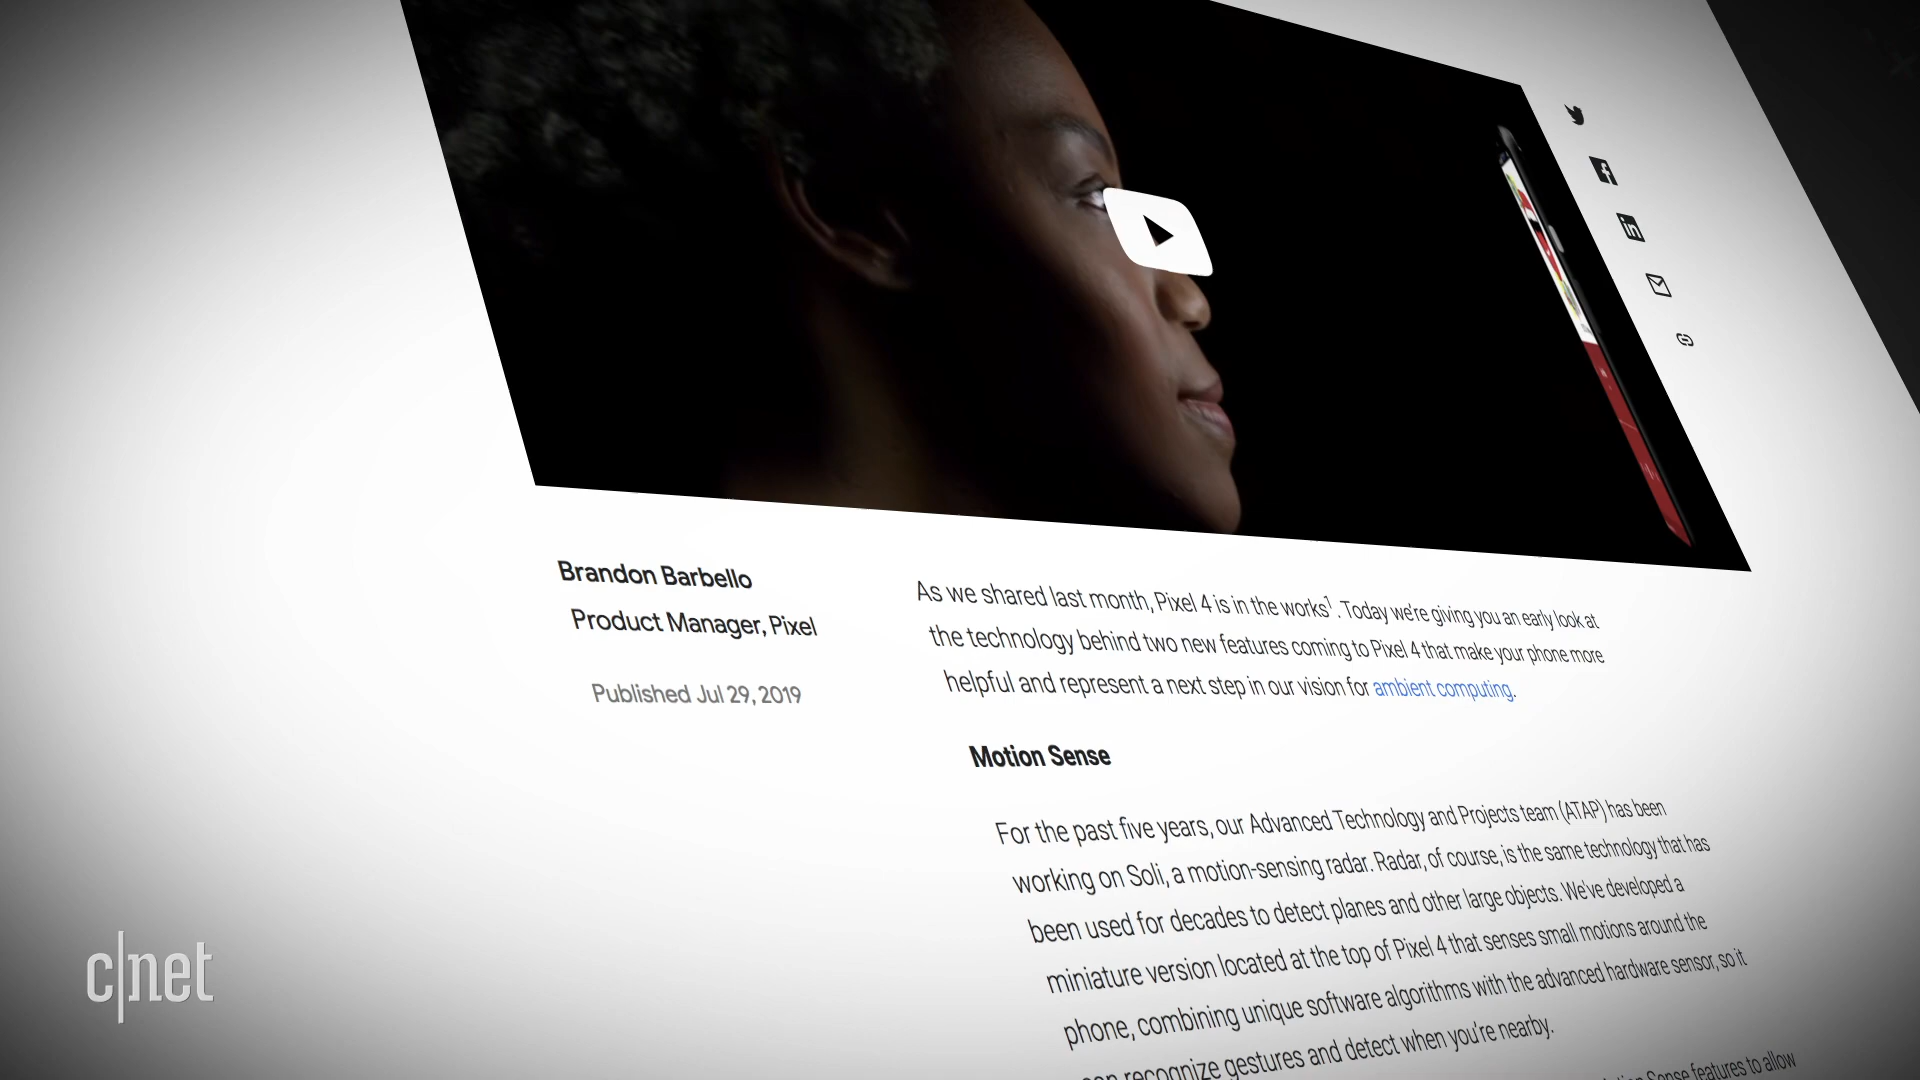 Brandon Barbello
Product Manager, Pixel
Published Jul 29, 2019
As we shared last month, Pixel 4 is in the works¹. Today we're giving you an early look at
the technology behind two new features coming to Pixel 4 that make your phone more
helpful and represent a next step in our vision for ambient computing.
Motion Sense
For the past five years, our Advanced Technology and Projects team (ATAP) has been
working on Soli, a motion-sensing radar. Radar, of course, is the same technology that has
been used for decades to detect planes and other large objects. We've developed a
miniature version located at the top of Pixel 4 that senses small motions around the
phone, combining unique software algorithms with the advanced hardware sensor, so it
can recognize gestures and detect when you're nearby.
Sense features to allow
c|net